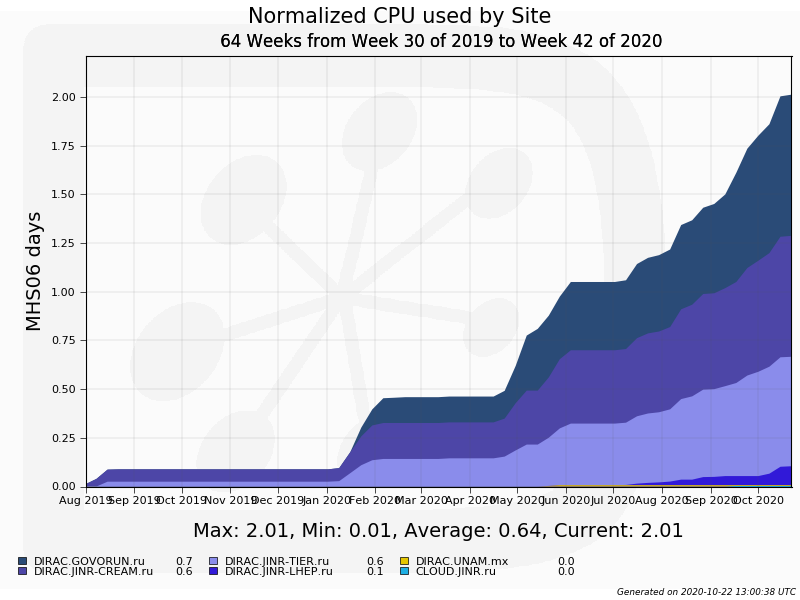 Normalized CPU used by Site
64 Weeks from Week 30 of 2019 to Week 42 of 2020
MHS06 days
2.00
1.75
1.50
1.25
1.00
0.75
0.50
0.25
0.00
Aug 2019 Sep 2019 Oct 2019 Nov 2019 Dec 2019 Jan 2020 Feb 2020 Mar 2020 Apr 2020 May 2020 Jun 2020 Jul 2020 Aug 2020 Sep 2020 Oct 2020
Max: 2.01, Min: 0.01, Average: 0.64, Current: 2.01
DIRAC.GOVORUN.ru 0.7 DIRAC.JINR-TIER.ru 0.6 DIRAC.UNAM.mx 0.0
DIRAC.JINR-CREAM.ru 0.6 DIRAC.JINR-LHEP.ru 0.1 CLOUD.JINR.ru 0.0
Generated on 2020-10-22 13:00:38 UTC